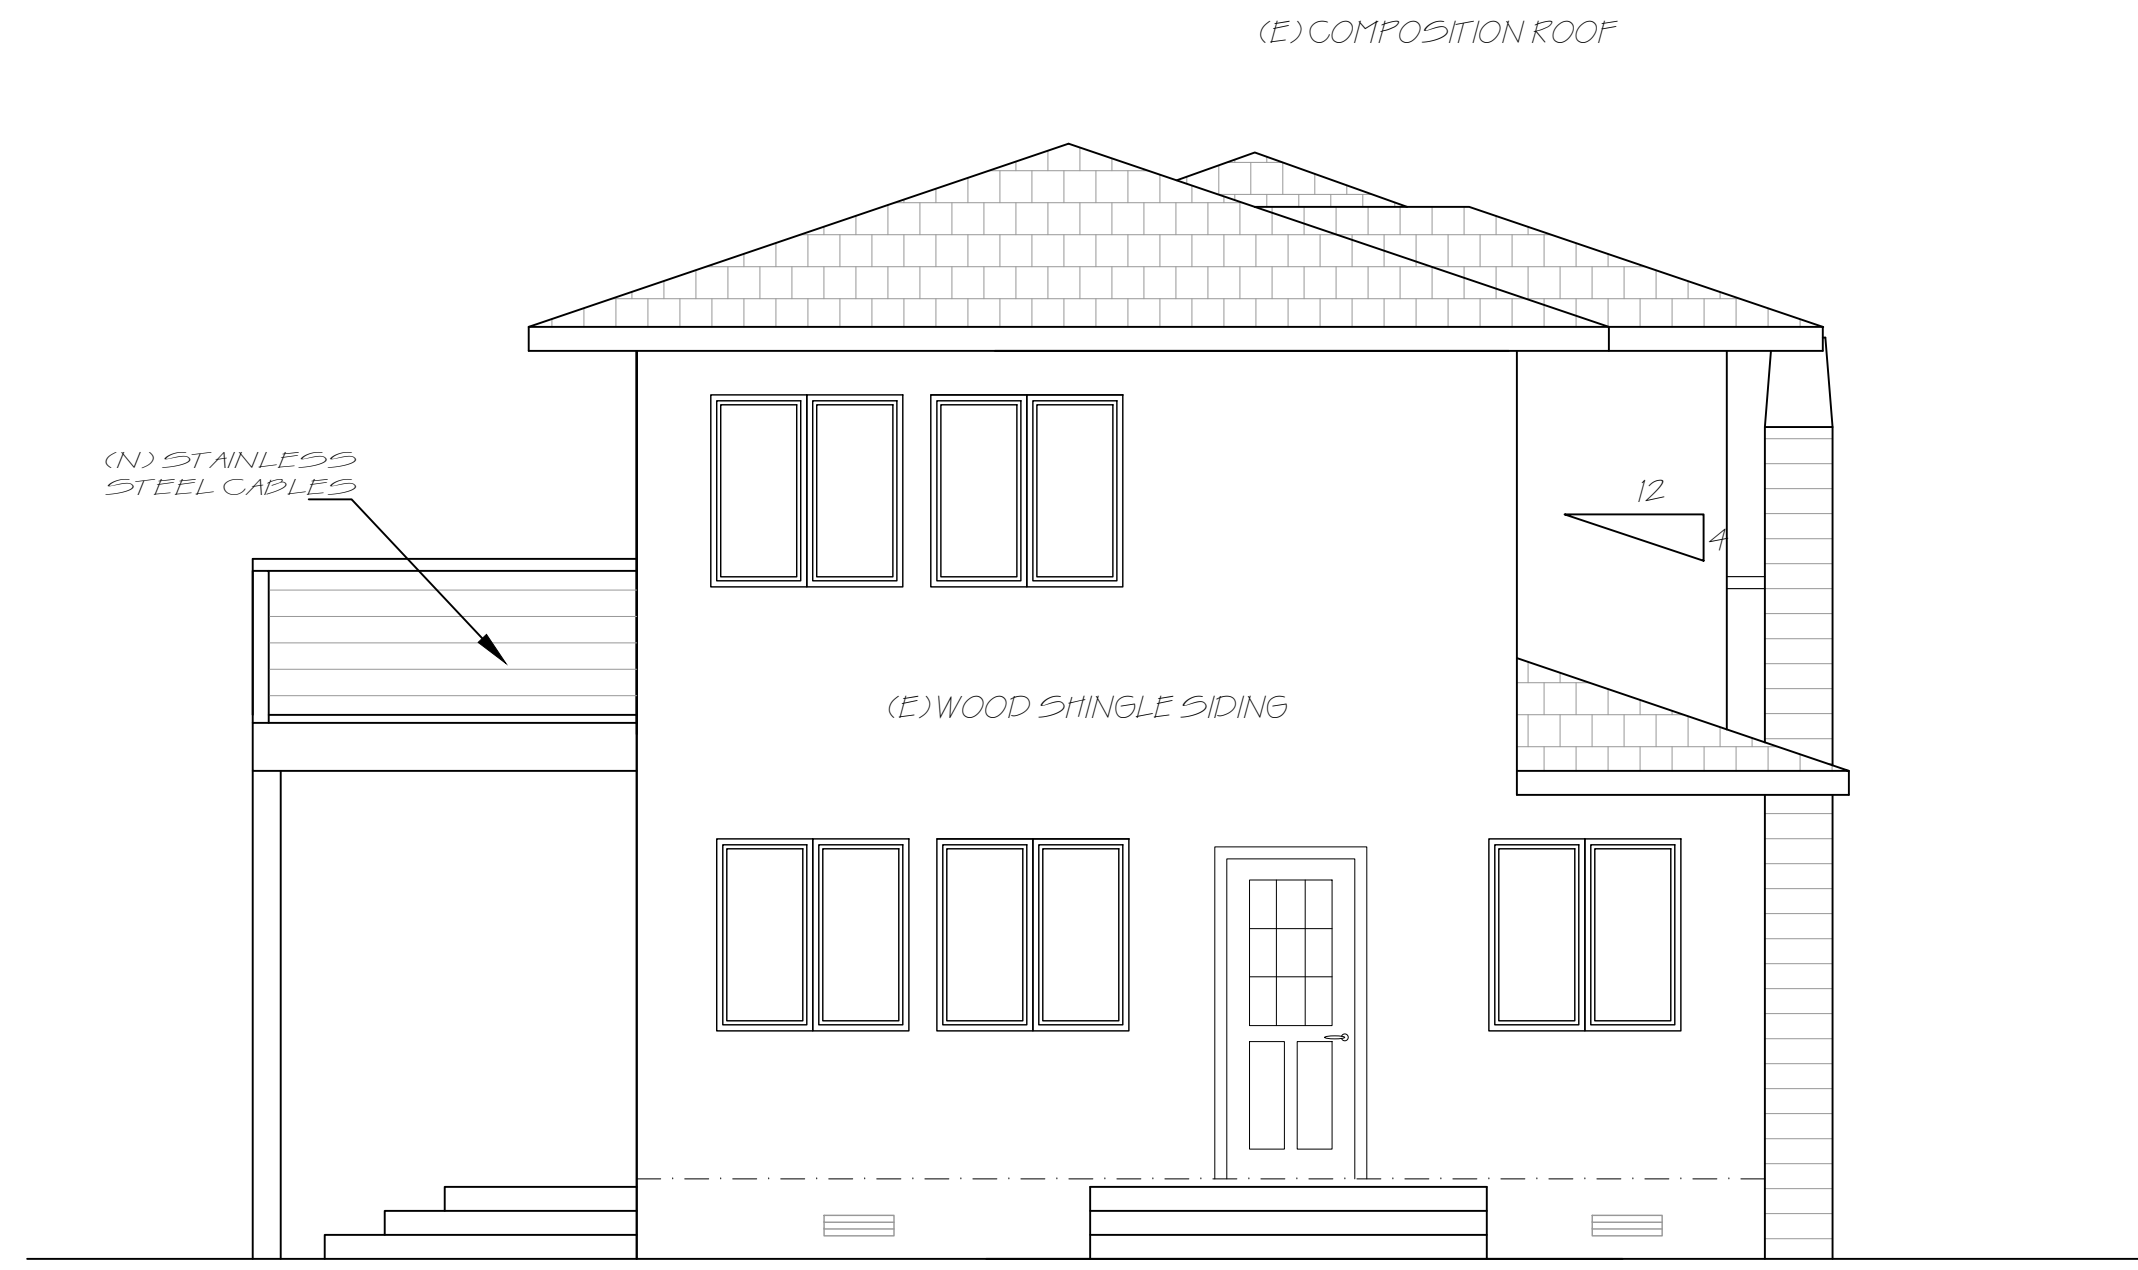 (E) COMPOSITION ROOF
(N) STAINLESS
STEEL CABLES
12
4
(E) WOOD SHINGLE SIDING